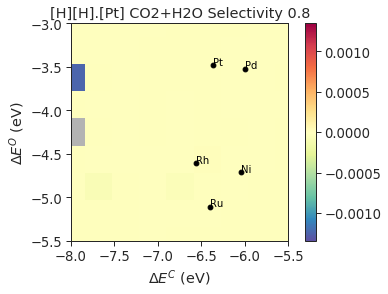 [H][H].[Pt] CO2+H2O Selectivity 0.8
−3.0
−3.5
−4.0
−4.5
−5.0
−5.5
ΔE^O (eV)
Pt
Pd
Rh
Ni
Ru
−8.0 −7.5 −7.0 −6.5 −6.0 −5.5
ΔE^C (eV)
0.0010
0.0005
0.0000
−0.0005
−0.0010